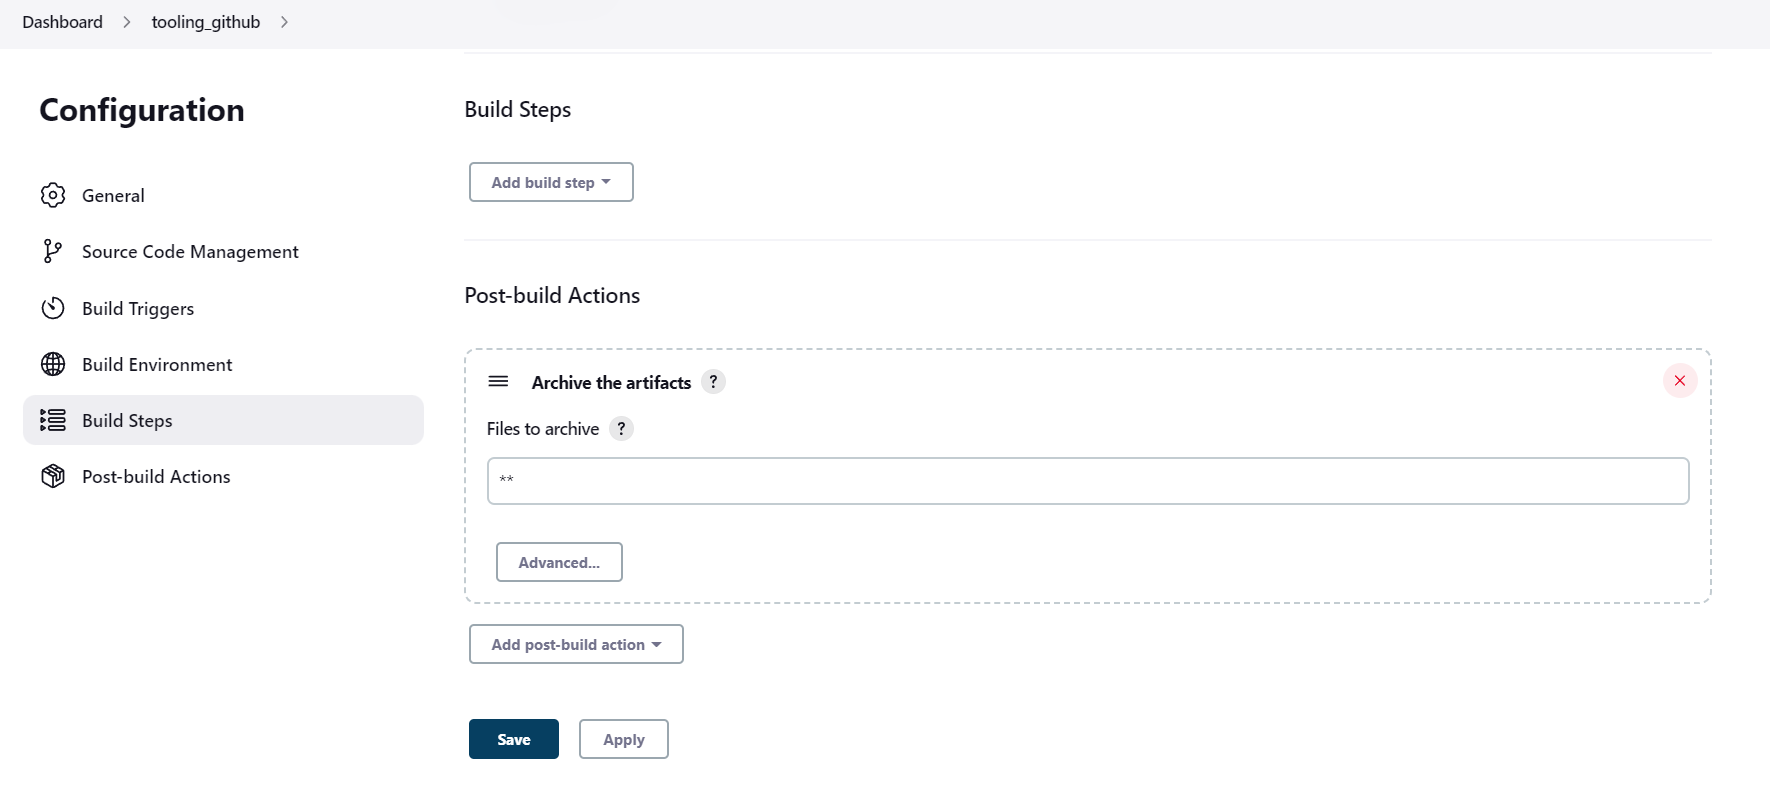 Dashboard > tooling_github >
Configuration
General
Source Code Management
Build Triggers
Build Environment
Build Steps
Post-build Actions
Build Steps
Add build step
Post-build Actions
Archive the artifacts ?
Files to archive ?
**
Advanced...
Add post-build action
Save Apply